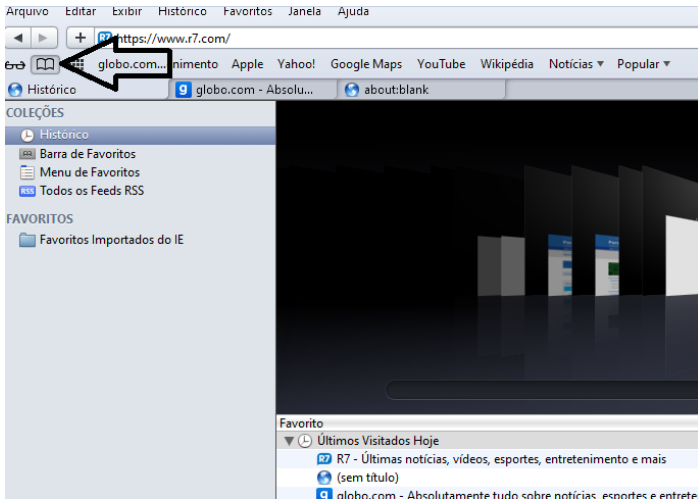 Arquivo Editar Exibir Histórico Favoritos Janela Ajuda
R7 https://www.r7.com/
globo.com... nimento Apple Yahoo! Google Maps YouTube Wikipédia Notícias Popular
Histórico globo.com - Absolu... about:blank
COLEÇÕES
Histórico
Barra de Favoritos
Menu de Favoritos
RSS Todos os Feeds RSS
FAVORITOS
Favoritos Importados do IE
Favorito
Últimos Visitados Hoje
R7 R7 - Últimas notícias, vídeos, esportes, entretenimento e mais
(sem título)
globo.com - Absolutamente tudo sobre notícias, esportes e entrete